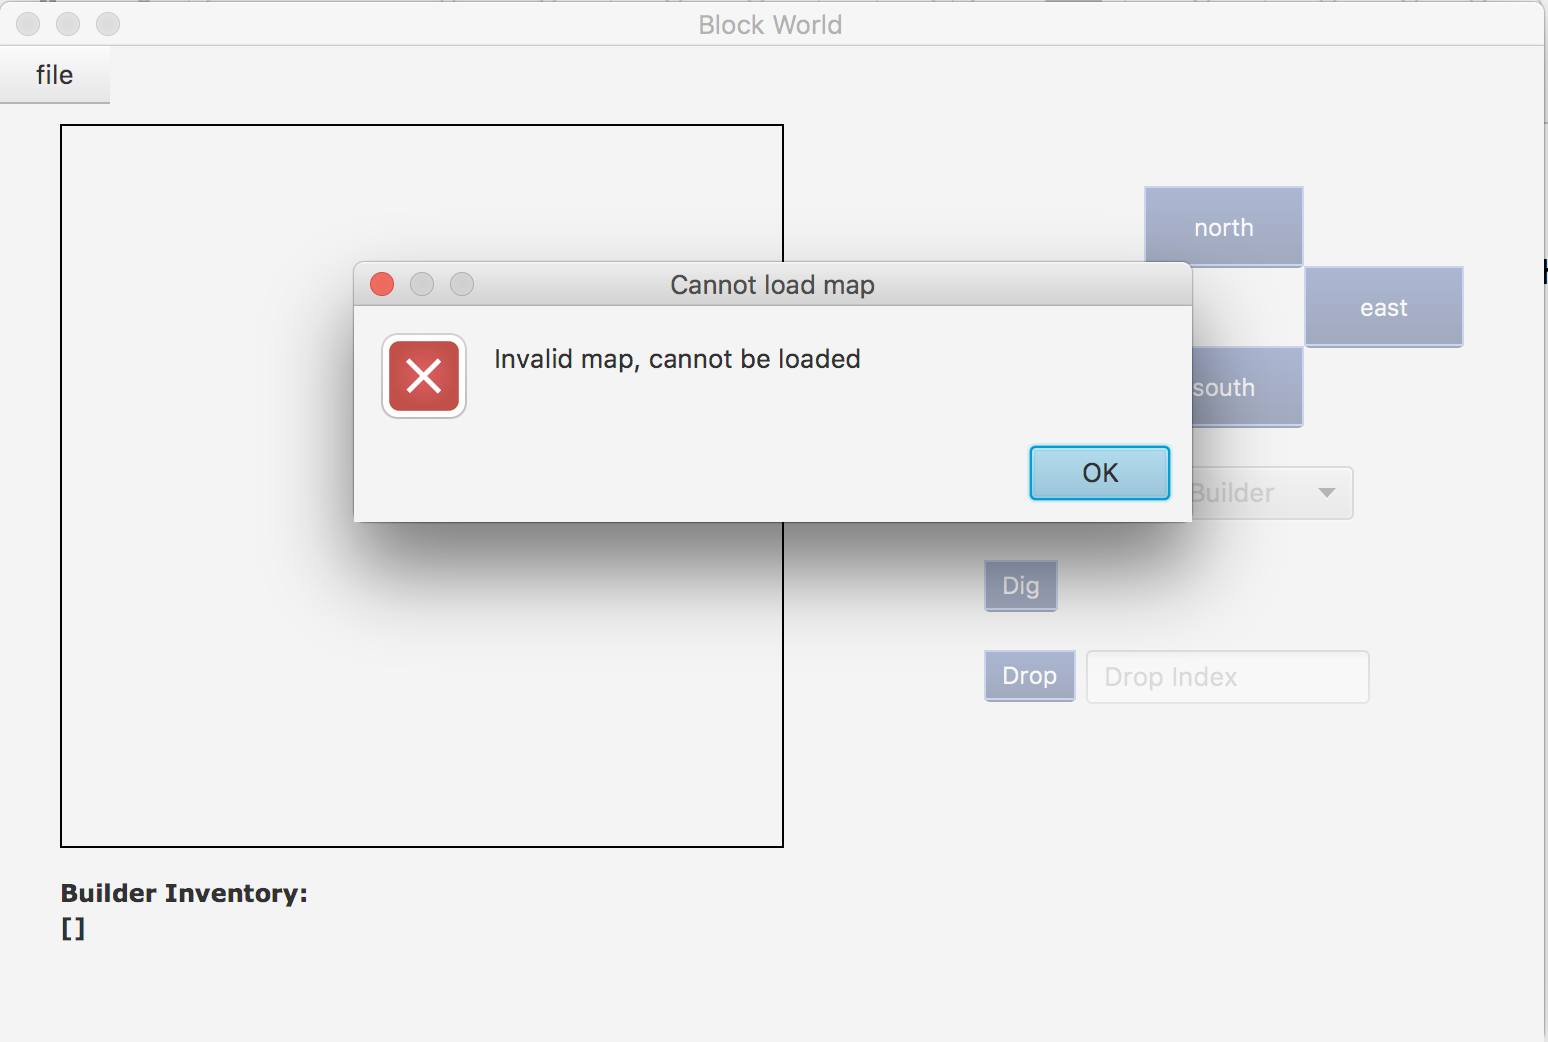 Block World
file
north
Cannot load map
east
Invalid map, cannot be loaded
south
OK
Builder
Dig
Drop
Drop Index
Builder Inventory:
[]